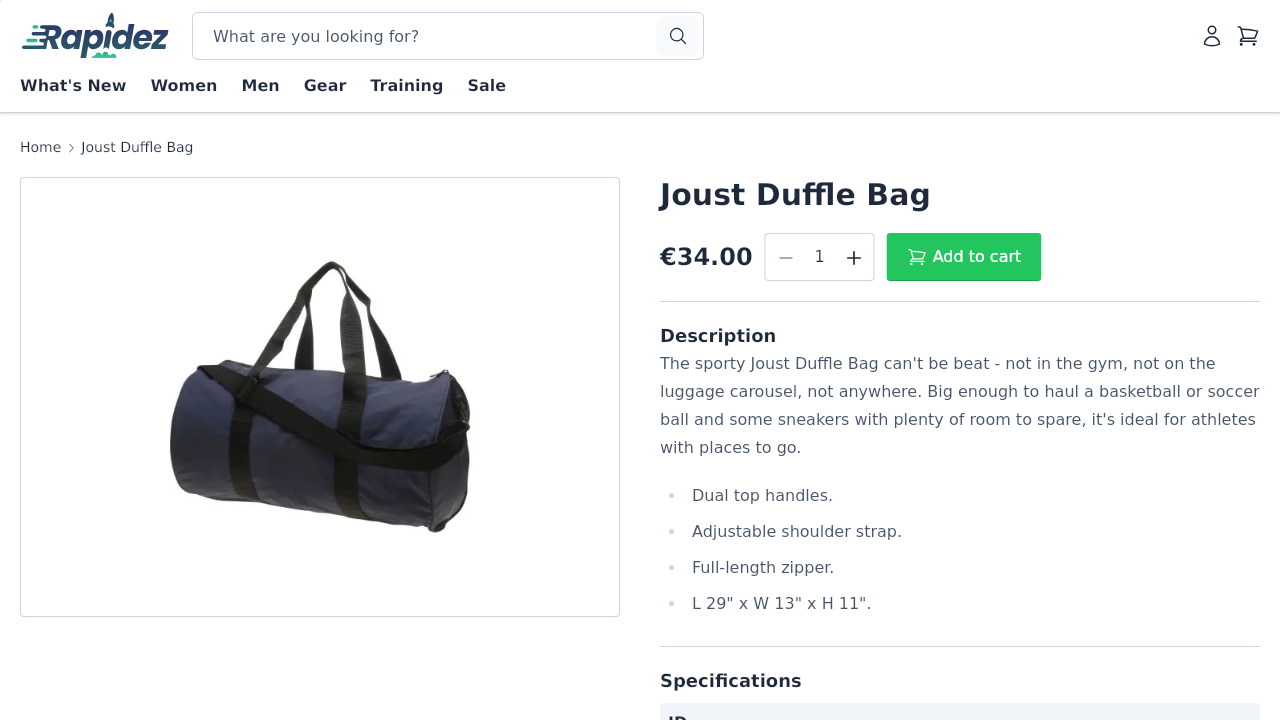 Rapidez
What are you looking for?
What's New
Women
Men
Gear
Training
Sale
Home
Joust Duffle Bag
Joust Duffle Bag
€34.00
1
Add to cart
Description
The sporty Joust Duffle Bag can't be beat - not in the gym, not on the
luggage carousel, not anywhere. Big enough to haul a basketball or soccer
ball and some sneakers with plenty of room to spare, it's ideal for athletes
with places to go.
Dual top handles.
Adjustable shoulder strap.
Full-length zipper.
L 29" x W 13" x H 11".
Specifications
ID